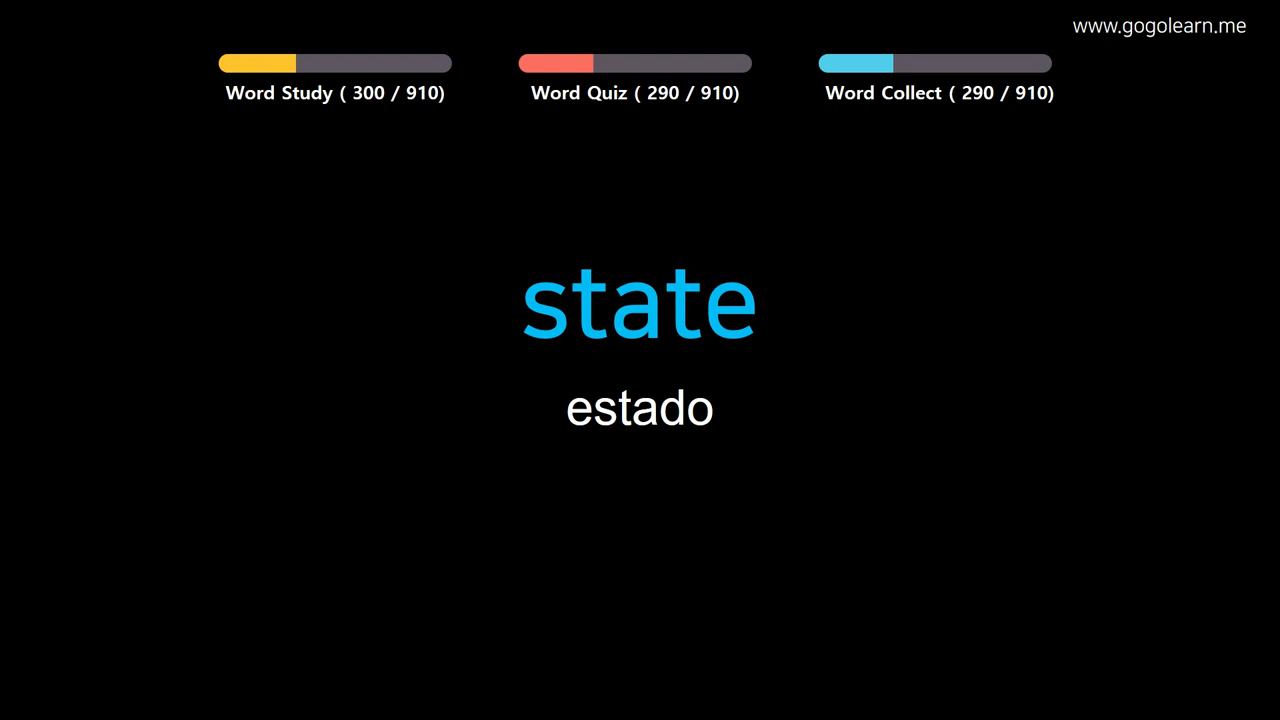 www.gogolearn.me
Word Study ( 300 / 910)
Word Quiz ( 290 / 910)
Word Collect ( 290 / 910)
state
estado